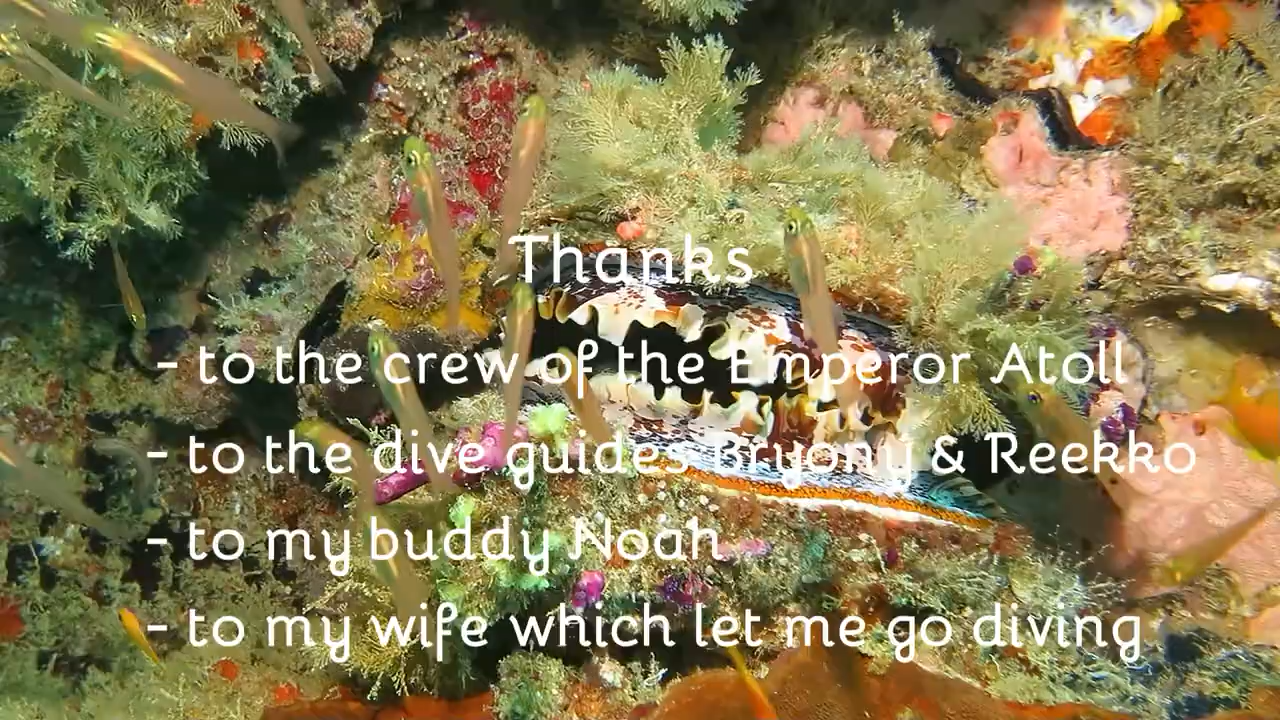 Thanks
- to the crew of the Emperor Atoll
- to the dive guides Bryony & Reekko
- to my buddy Noah
- to my wife which let me go diving